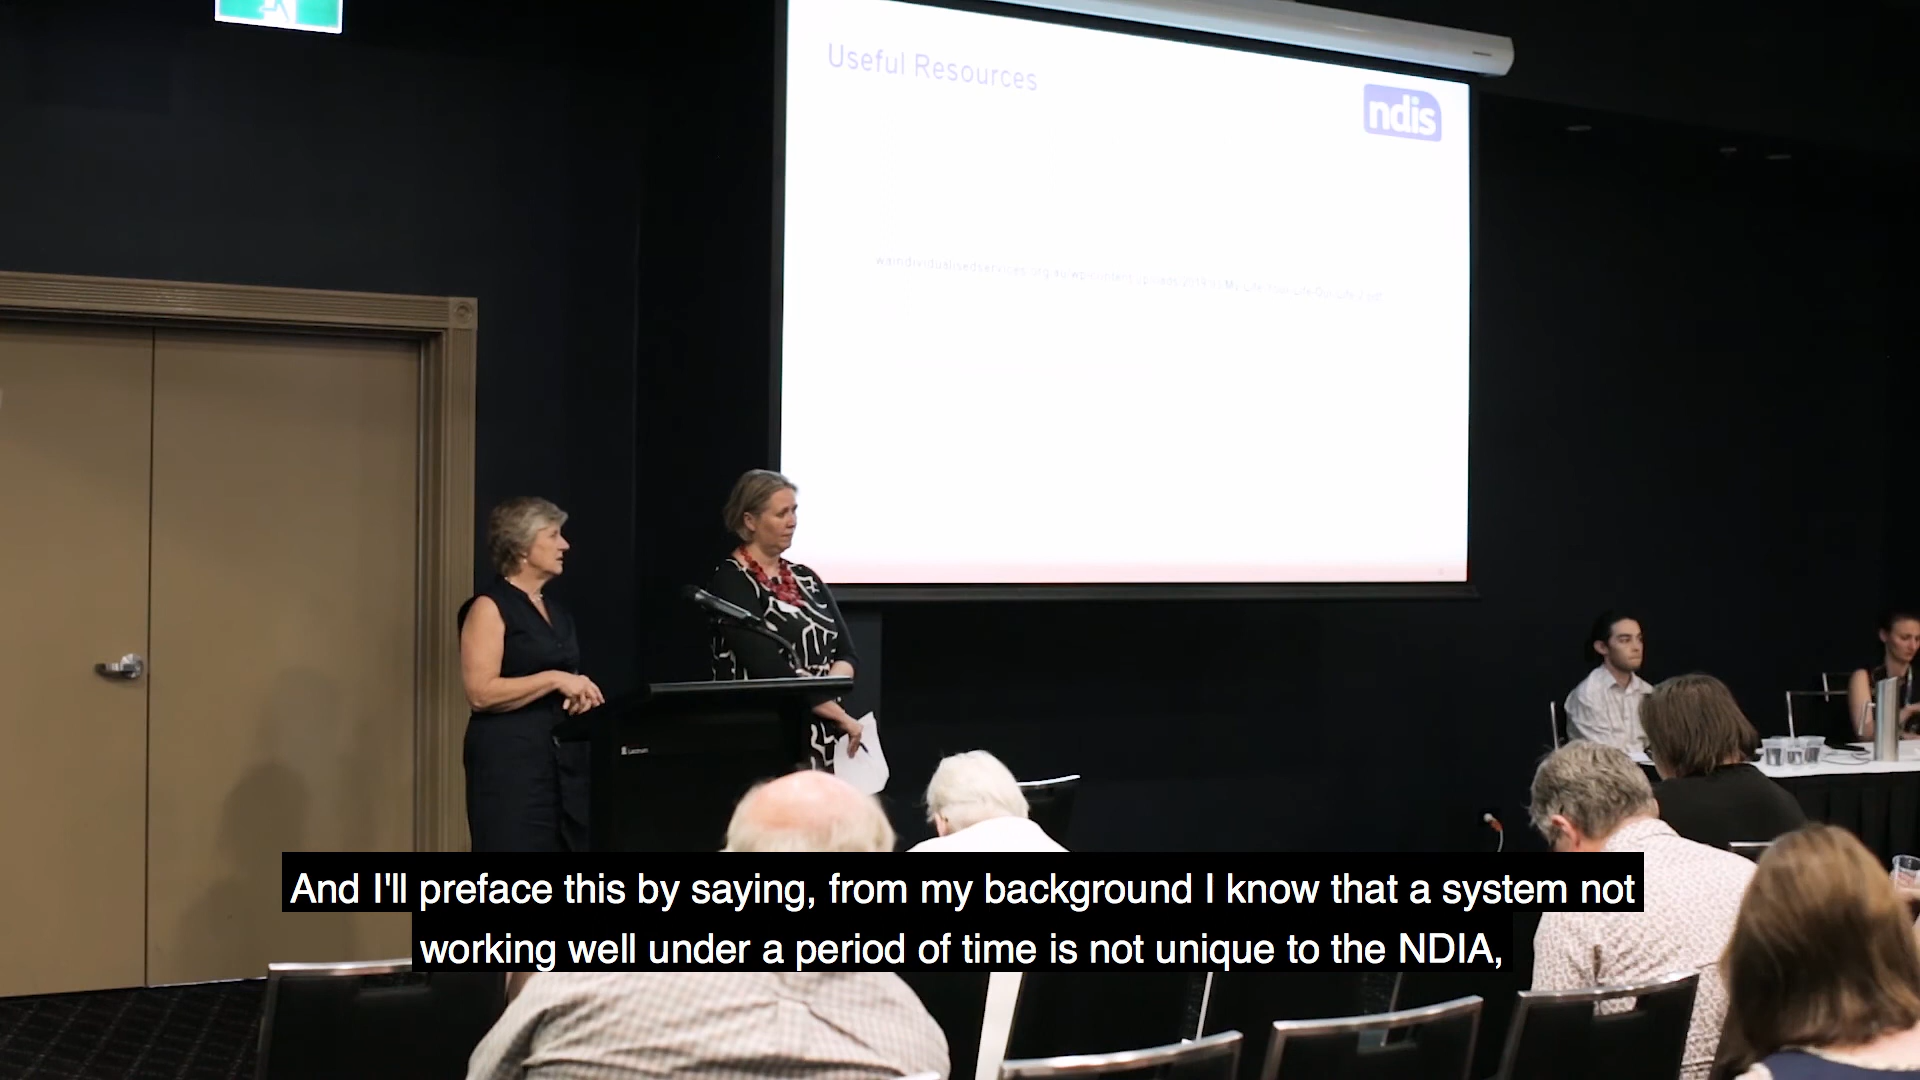 Useful Resources
ndis
Lectrum
And I'll preface this by saying, from my background I know that a system not
working well under a period of time is not unique to the NDIA,